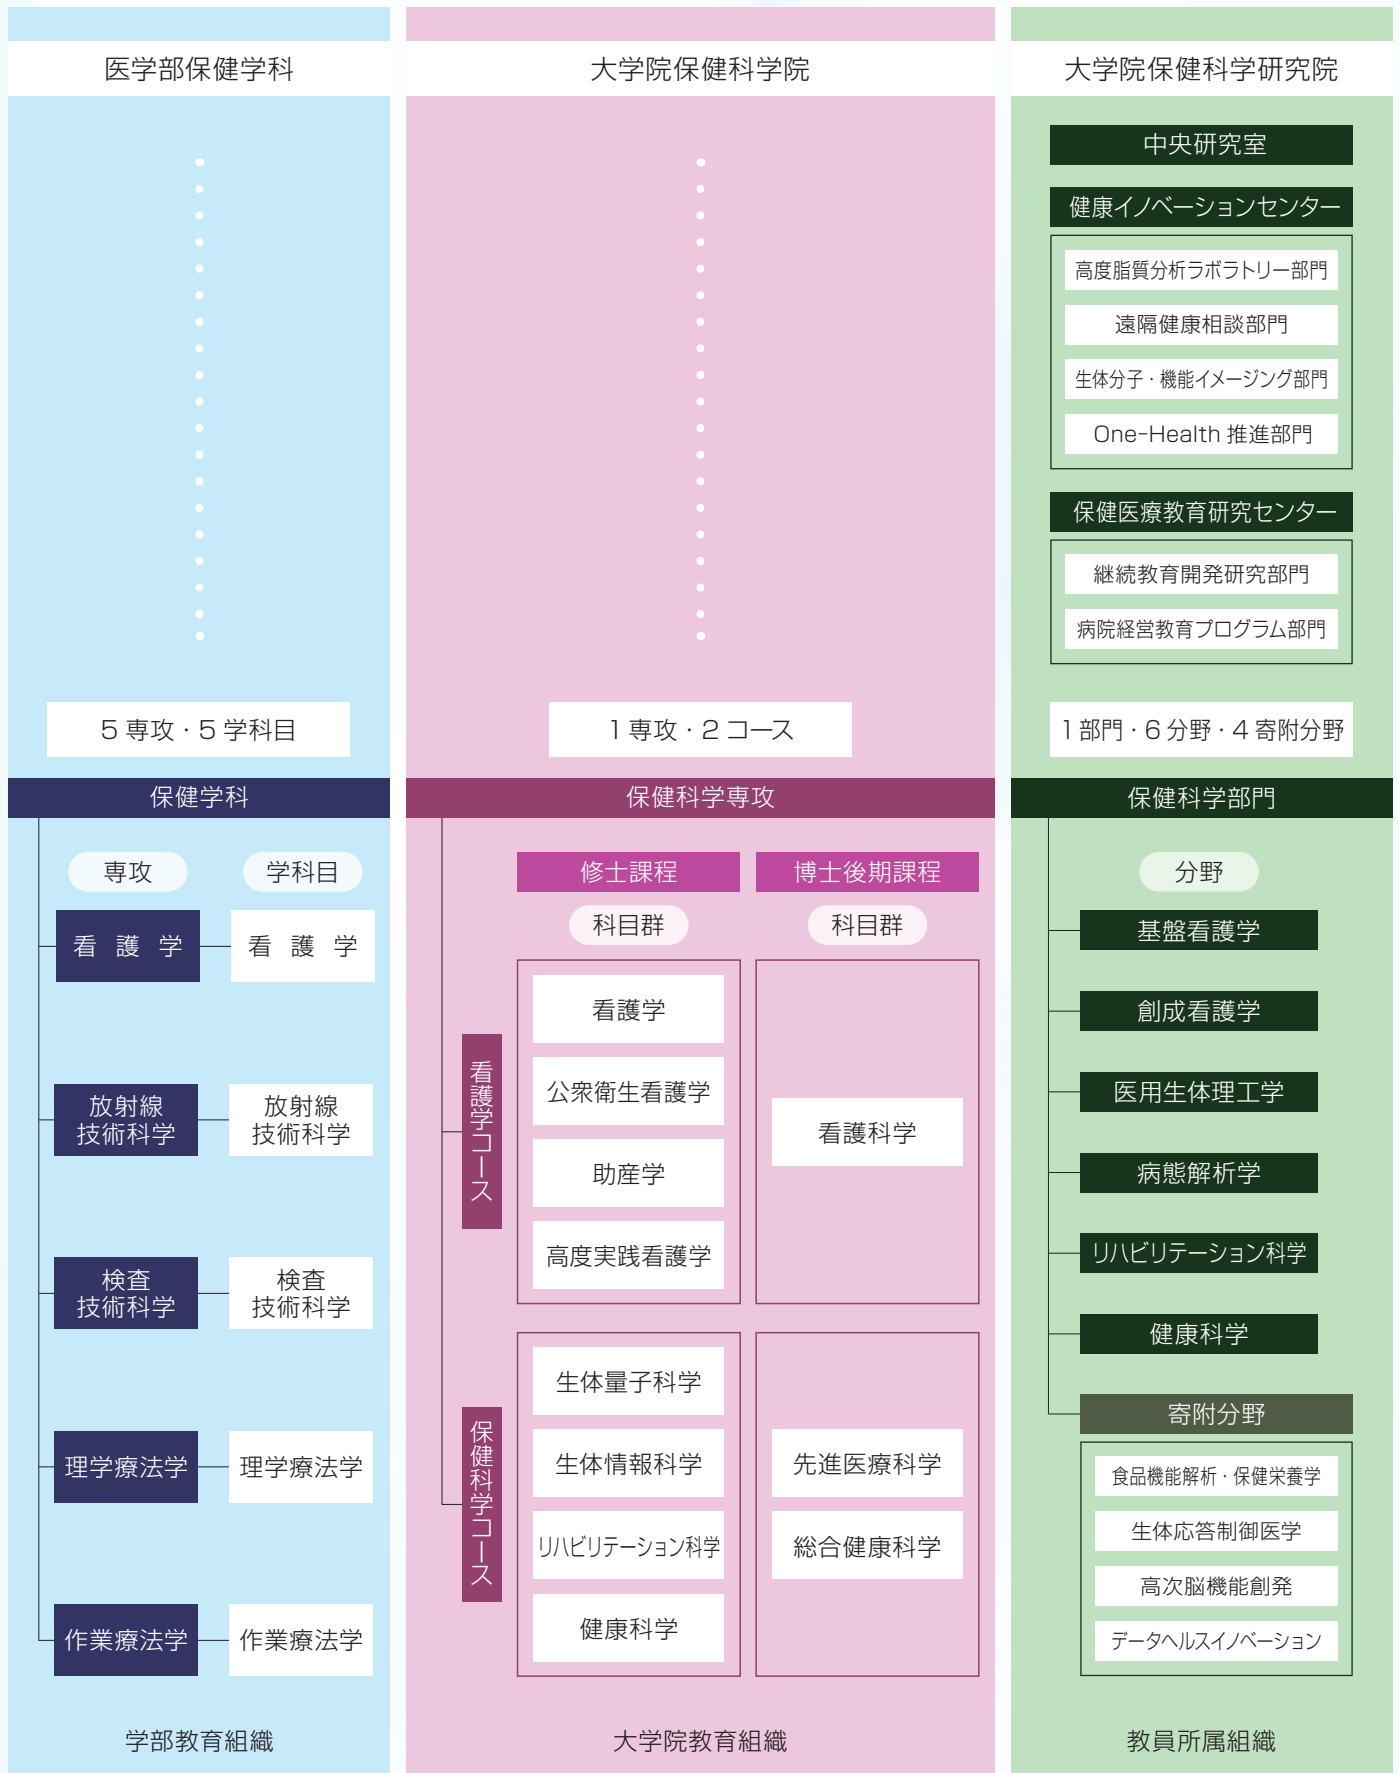 医学部保健学科
5 専攻・5 学科目
保健学科
専攻
学科目
看護学
看護学
放射線
技術科学
放射線
技術科学
検査
技術科学
検査
技術科学
理学療法学
理学療法学
作業療法学
作業療法学
学部教育組織
大学院保健科学院
1 専攻・2 コース
保健科学専攻
修士課程
博士後期課程
科目群
科目群
看護学コース
看護学
公衆衛生看護学
助産学
高度実践看護学
看護科学
保健科学コース
生体量子科学
生体情報科学
リハビリテーション科学
健康科学
先進医療科学
総合健康科学
大学院教育組織
大学院保健科学研究院
中央研究室
健康イノベーションセンター
高度脂質分析ラボラトリー部門
遠隔健康相談部門
生体分子・機能イメージング部門
One-Health 推進部門
保健医療教育研究センター
継続教育開発研究部門
病院経営教育プログラム部門
1 部門・6 分野・4 寄附分野
保健科学部門
分野
基盤看護学
創成看護学
医用生体理工学
病態解析学
リハビリテーション科学
健康科学
寄附分野
食品機能解析・保健栄養学
生体応答制御医学
高次脳機能創発
データヘルスイノベーション
教員所属組織